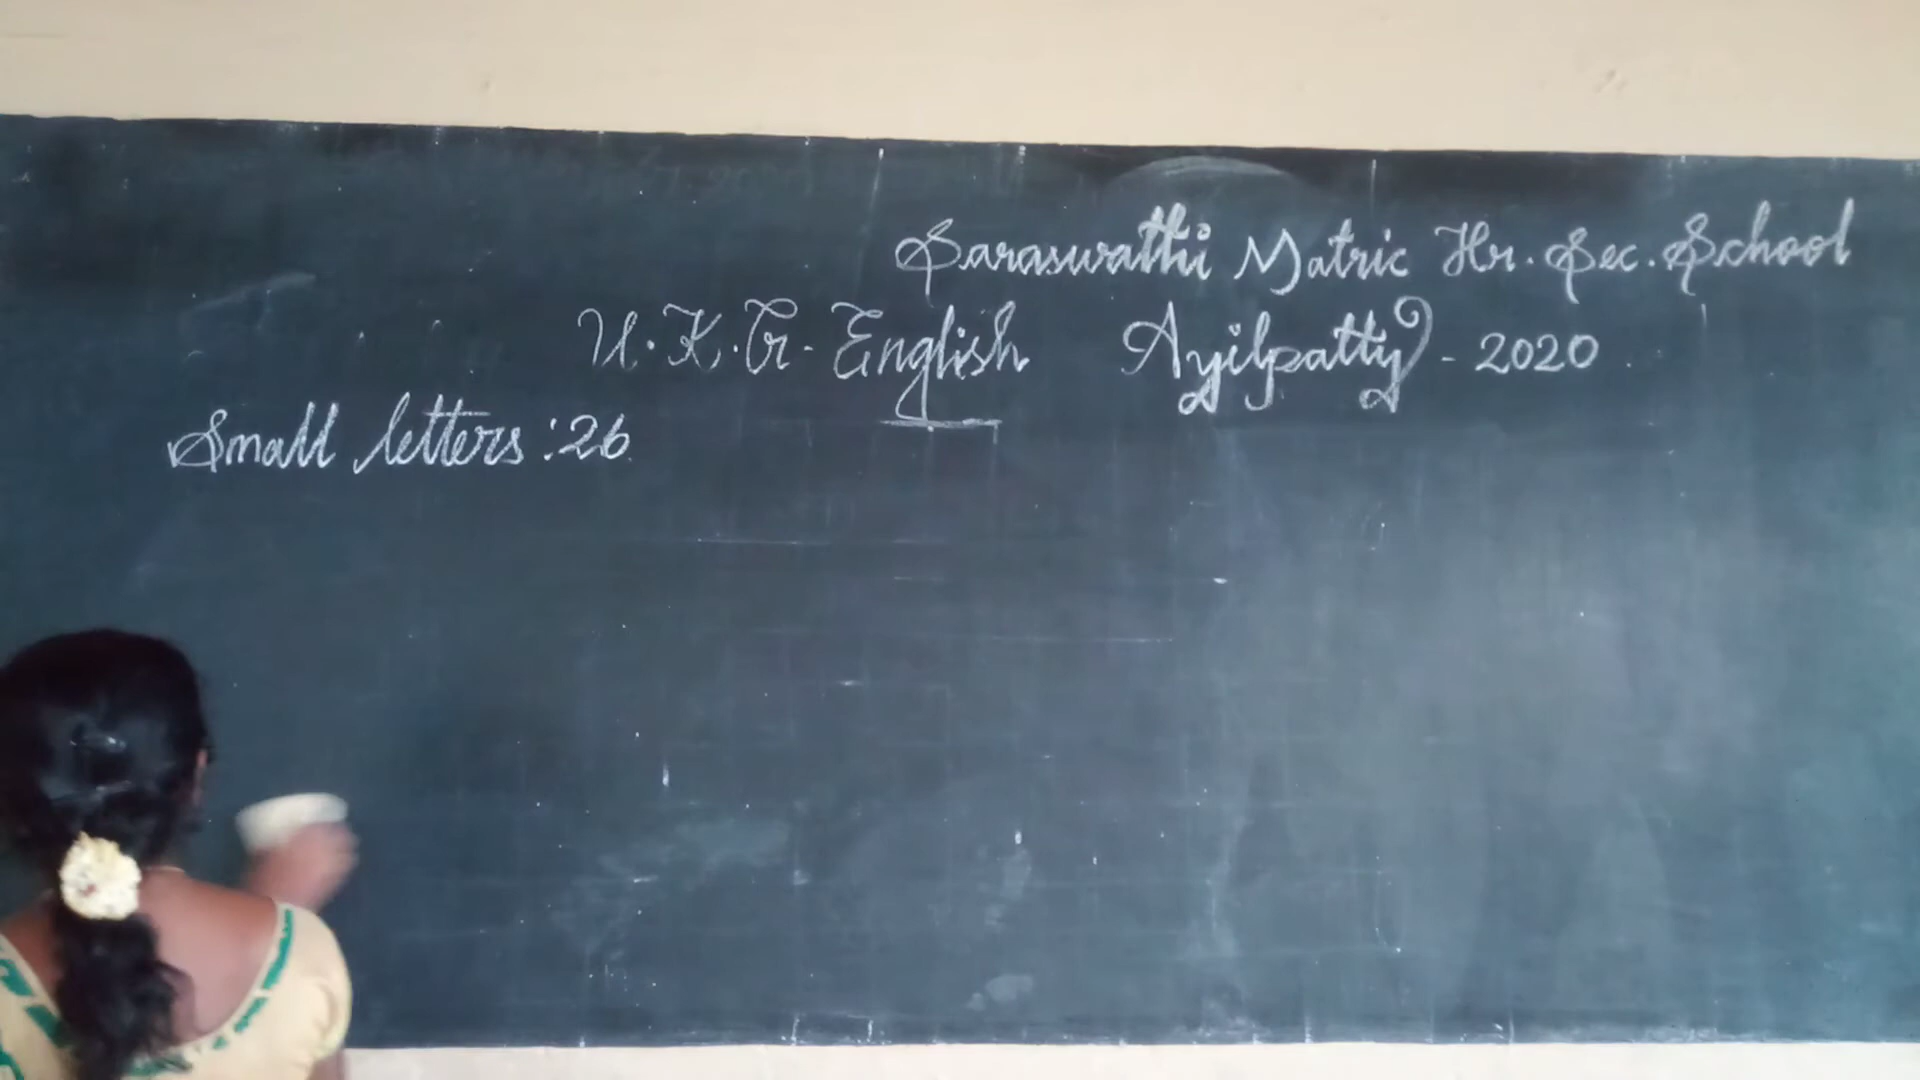 Saraswathi Matric Hr. Sec. School
U.K.G. - English Ayilpatty - 2020
Small letters : 26